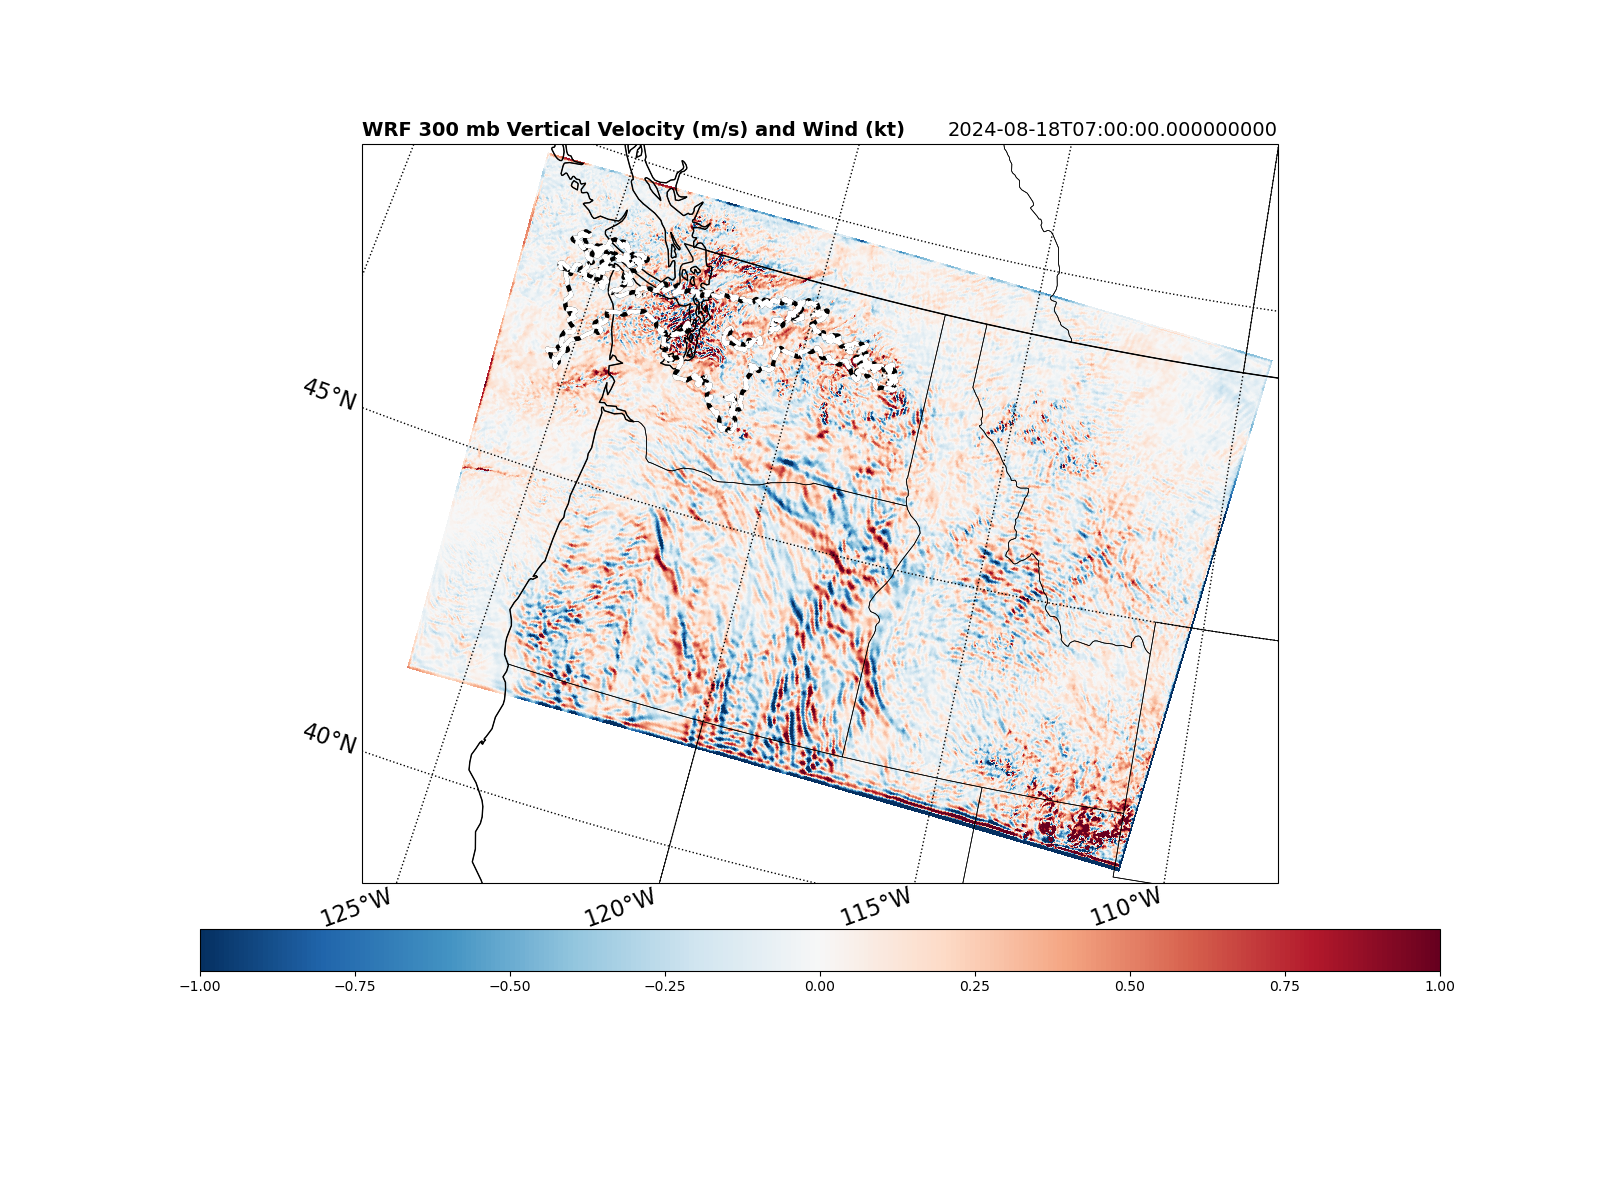 WRF 300 mb Vertical Velocity (m/s) and Wind (kt) 2024-08-18T07:00:00.000000000
45°N
40°N
125°W 120°W 115°W 110°W
−1.00 −0.75 −0.50 −0.25 0.00 0.25 0.50 0.75 1.00